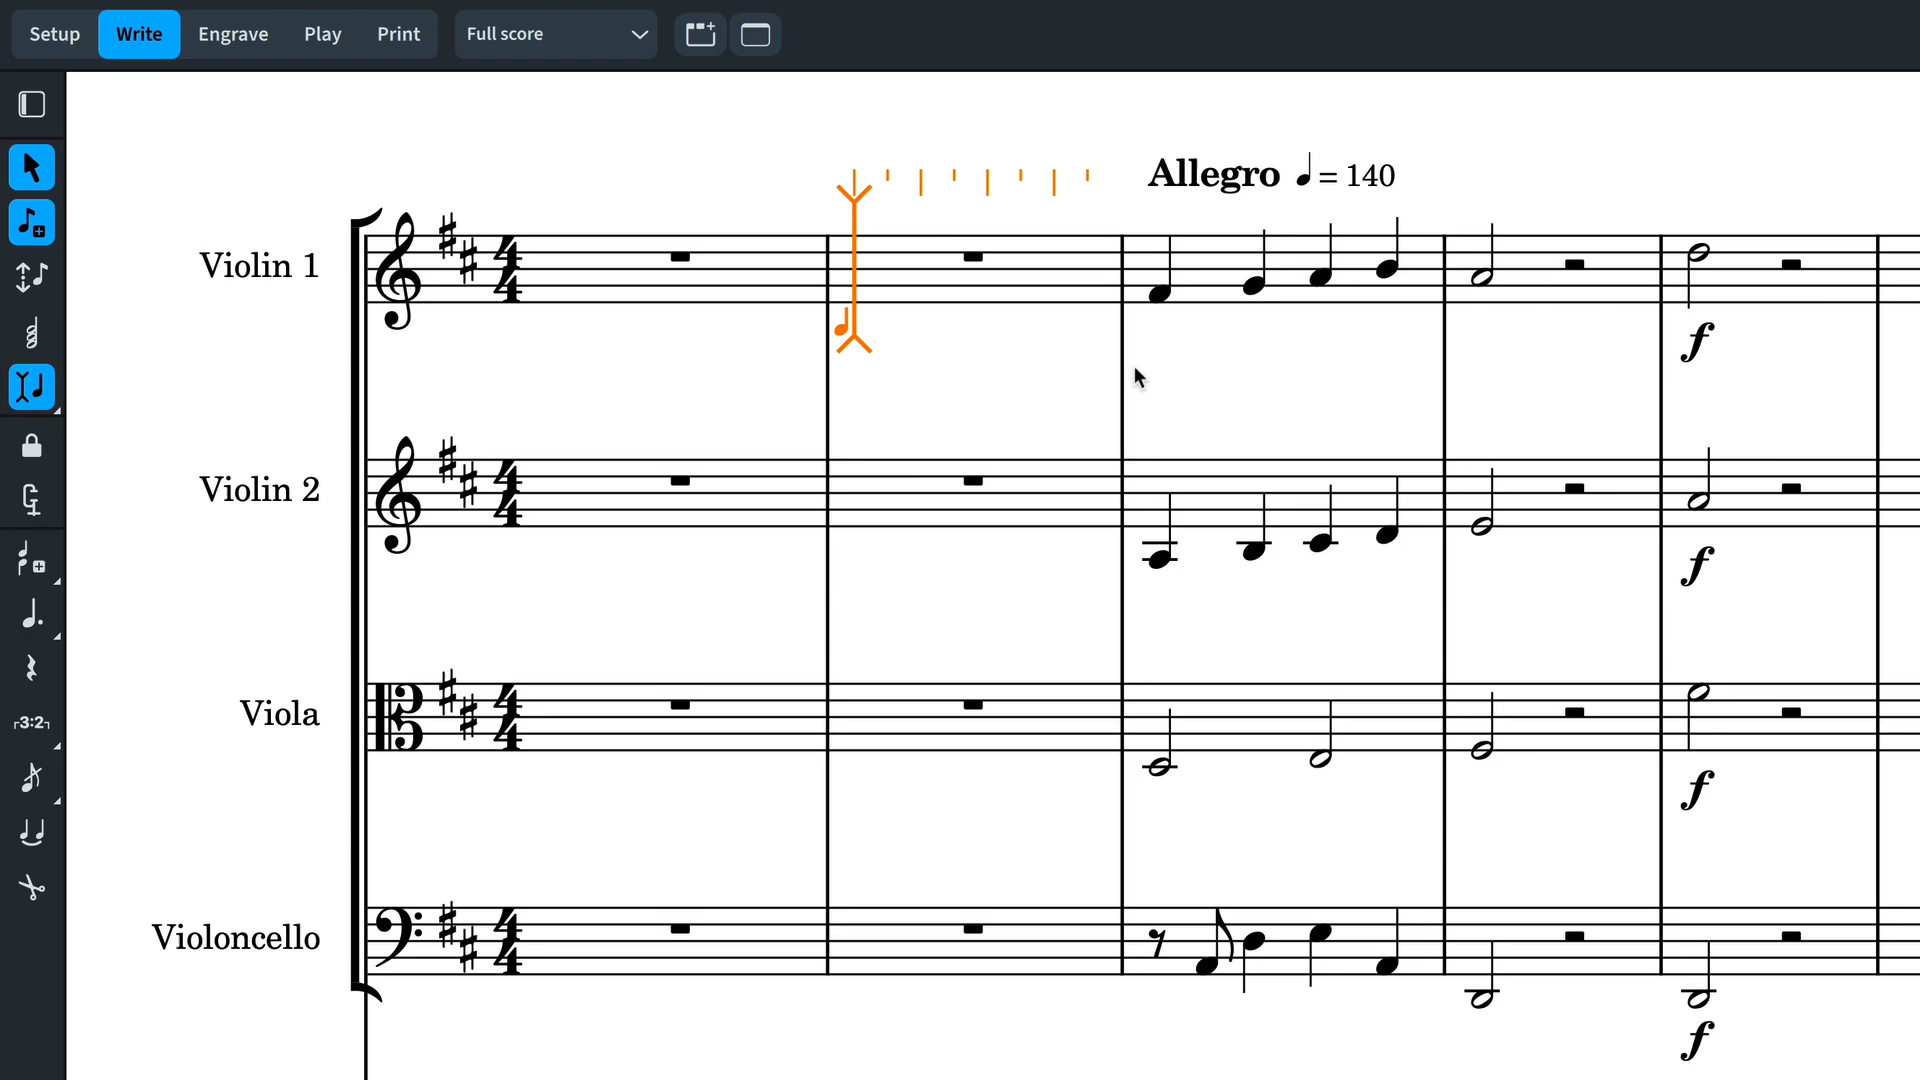 Setup Write Engrave Play Print Full score
Allegro ♩ = 140
Violin 1
f
Violin 2
f
Viola
f
3:2
Violoncello
f